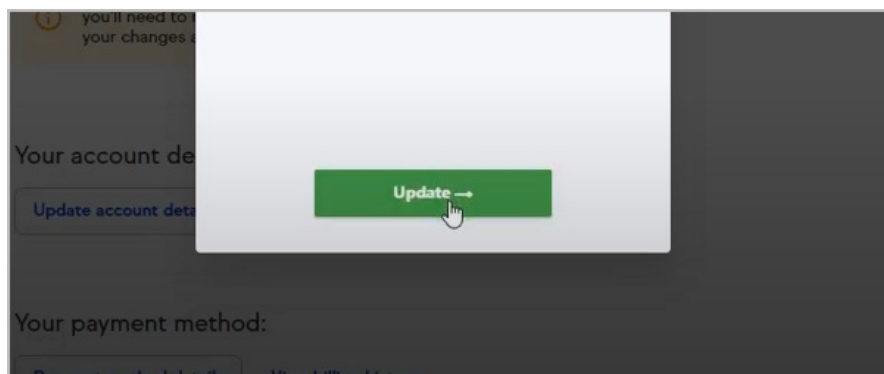 you'll need to
your changes a
Your account de
Update account deta
Update →
Your payment method: